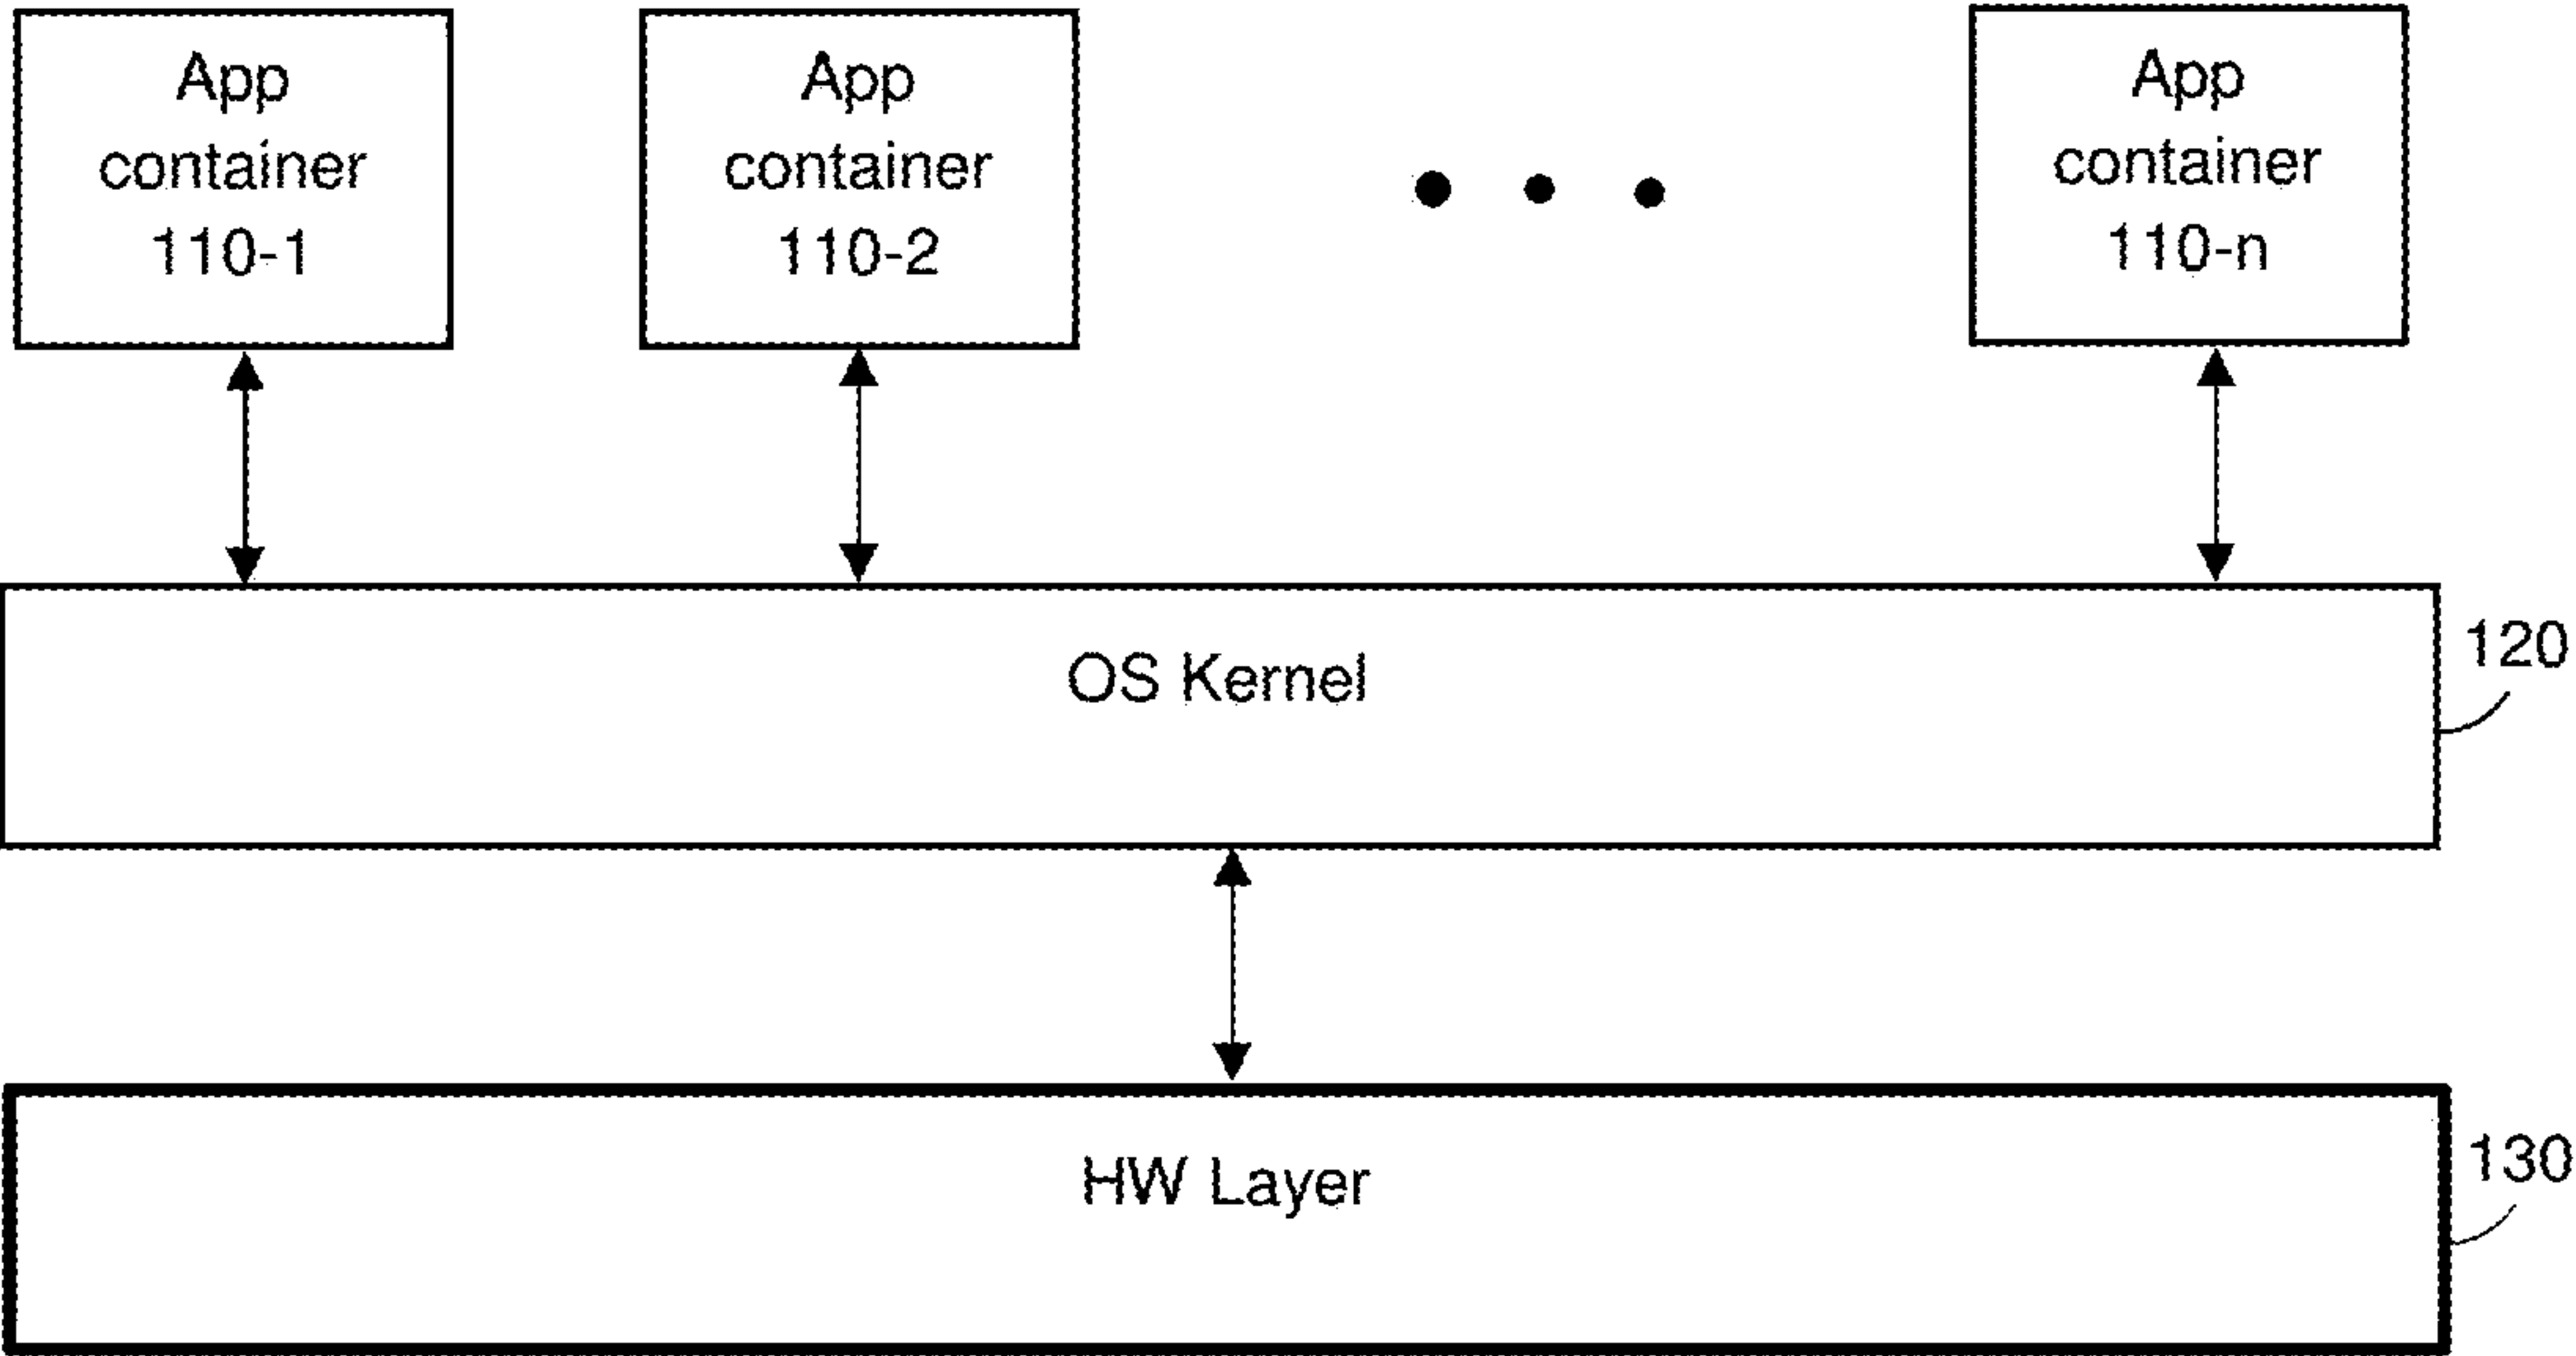 App
container
110-1
App
container
110-2
App
container
110-n
OS Kernel
120
HW Layer
130